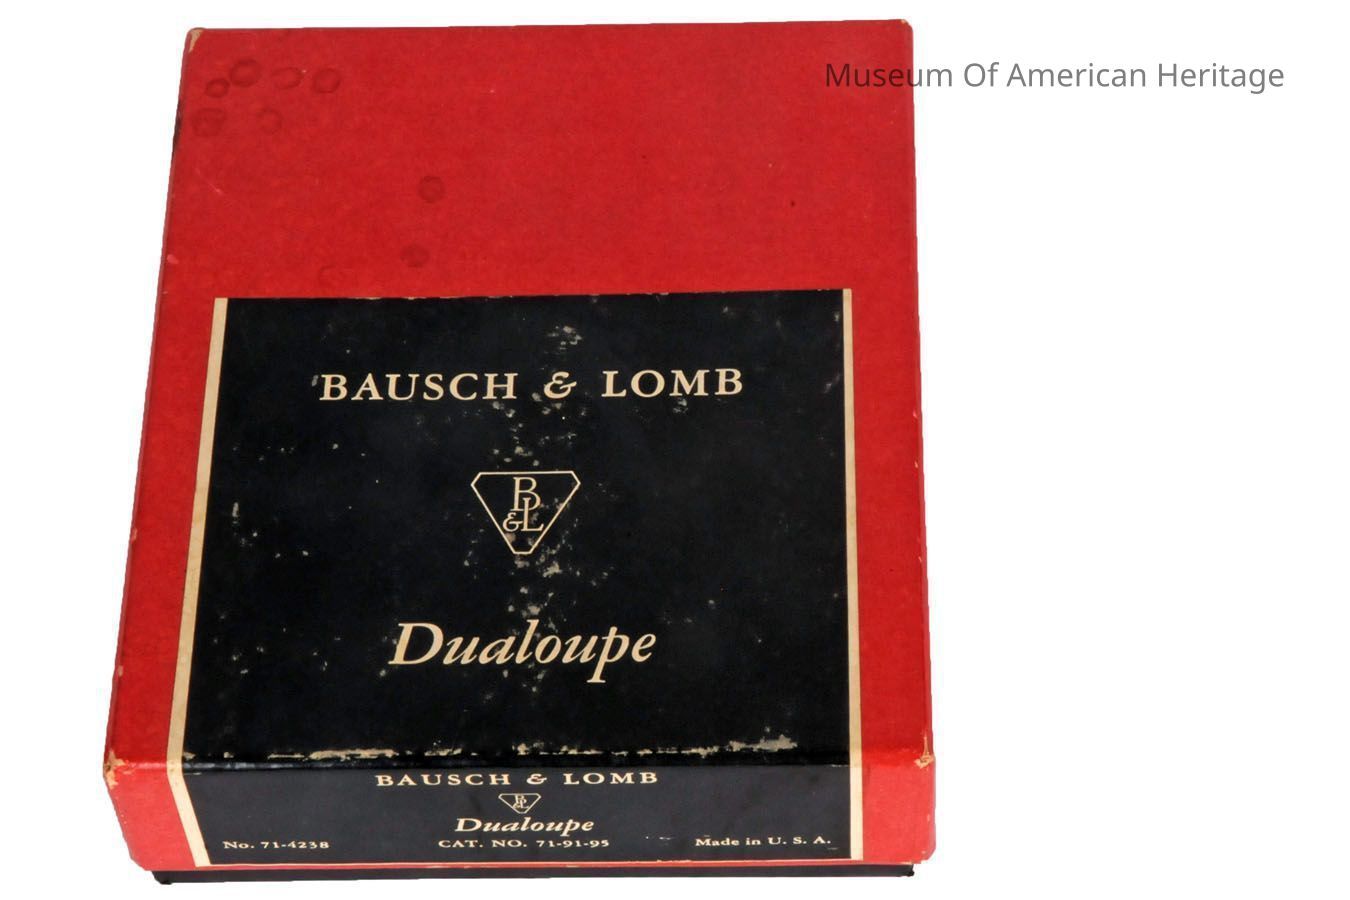 Museum Of American Heritage
BAUSCH & LOMB
B
&L
Dualoupe
BAUSCH & LOMB
B
&L
Dualoupe
No. 71-4238 CAT. NO. 71-91-95 Made in U. S. A.